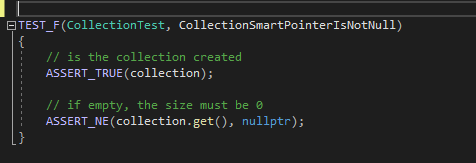 TEST_F(CollectionTest, CollectionSmartPointerIsNotNull)
{
// is the collection created
ASSERT_TRUE(collection);
// if empty, the size must be 0
ASSERT_NE(collection.get(), nullptr);
}